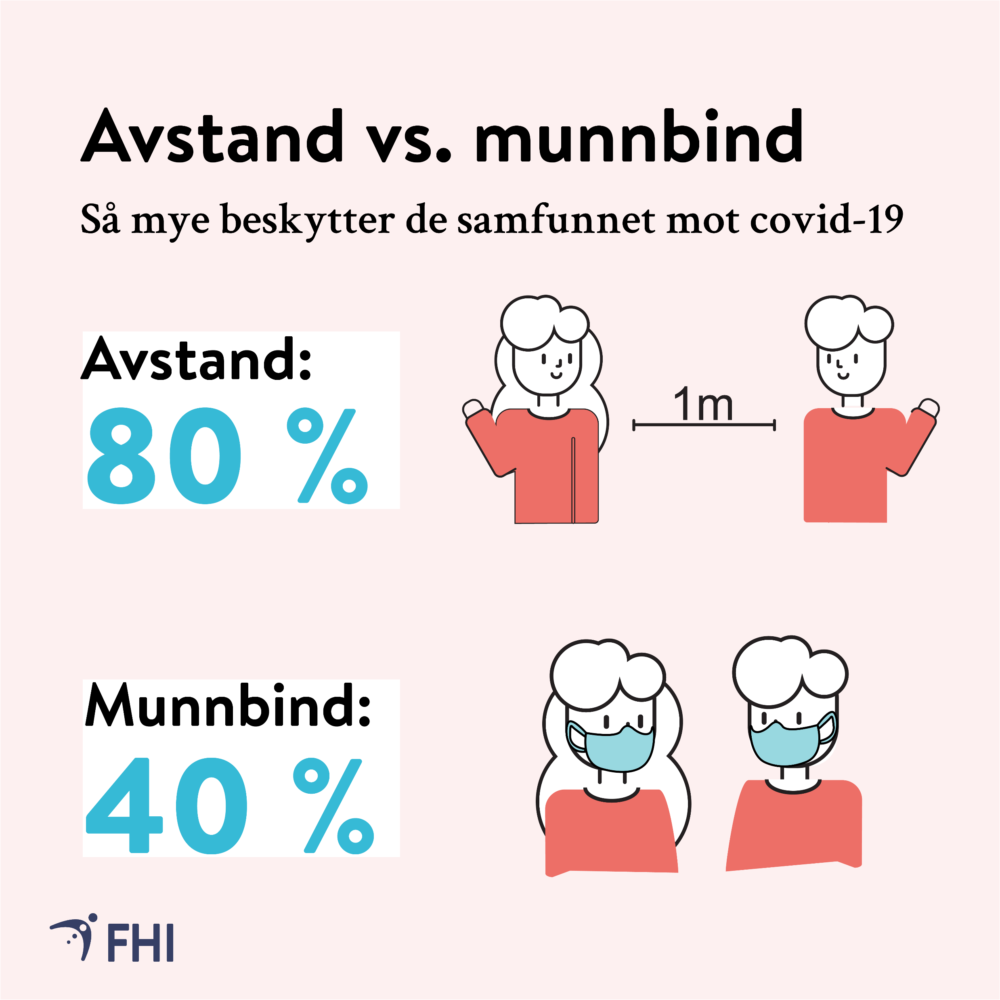 Avstand vs. munnbind
Så mye beskytter de samfunnet mot covid-19
Avstand:
80 %
1m
Munnbind:
40 %
FHI